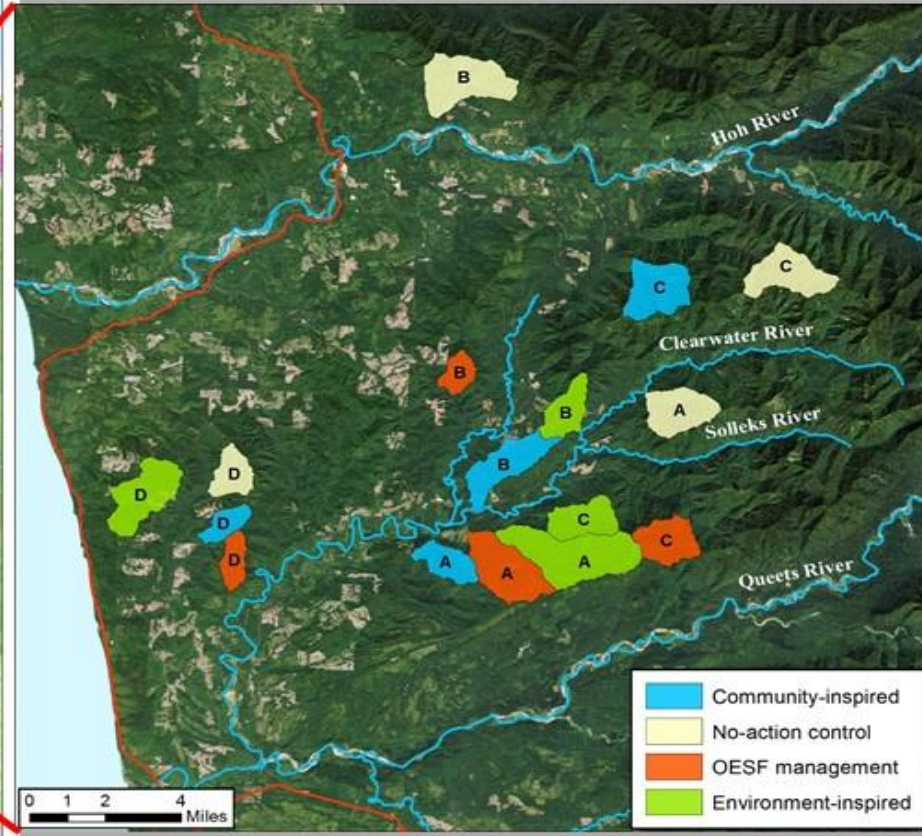 B
Hoh River
C
C
Clearwater River
B
B
A
Solleks River
B
D
D
D
C
C
D
A
A
A
Queets River
Community-inspired
No-action control
OESF management
Environment-inspired
0 1 2 4
Miles